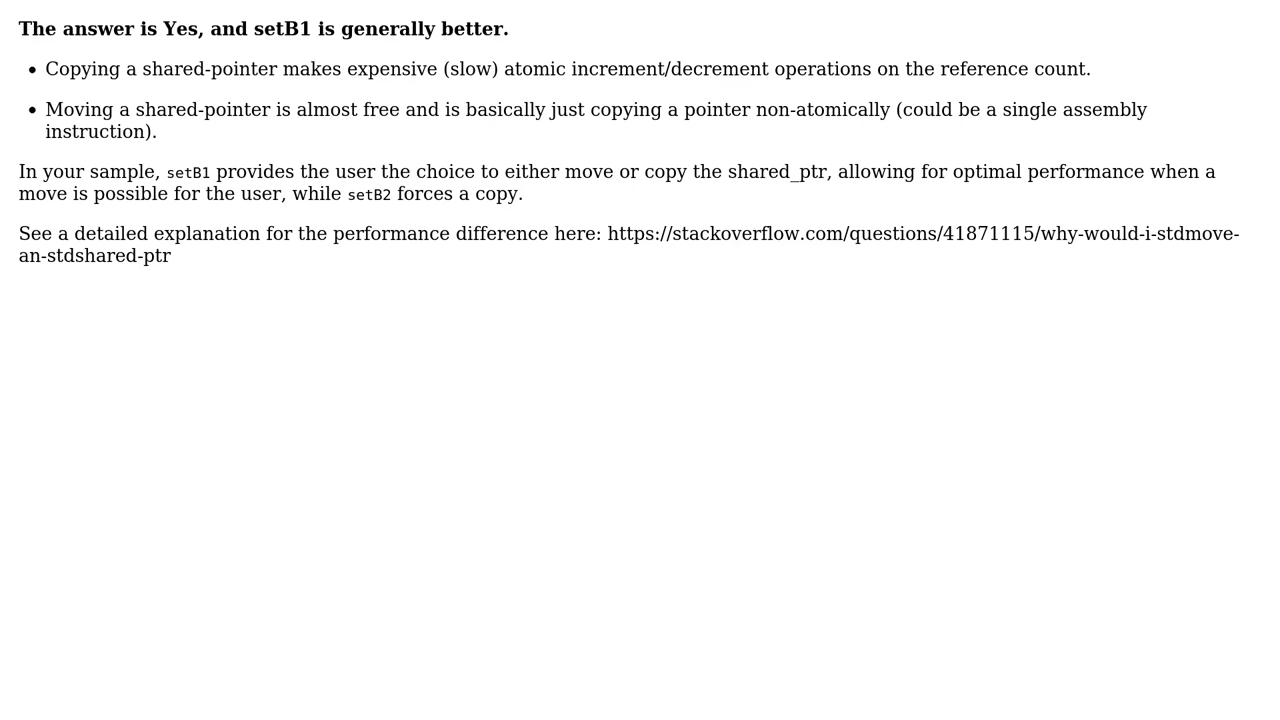 The answer is Yes, and setB1 is generally better.
• Copying a shared-pointer makes expensive (slow) atomic increment/decrement operations on the reference count.
• Moving a shared-pointer is almost free and is basically just copying a pointer non-atomically (could be a single assembly
instruction).
In your sample, setB1 provides the user the choice to either move or copy the shared_ptr, allowing for optimal performance when a
move is possible for the user, while setB2 forces a copy.
See a detailed explanation for the performance difference here: https://stackoverflow.com/questions/41871115/why-would-i-stdmove-
an-stdshared-ptr